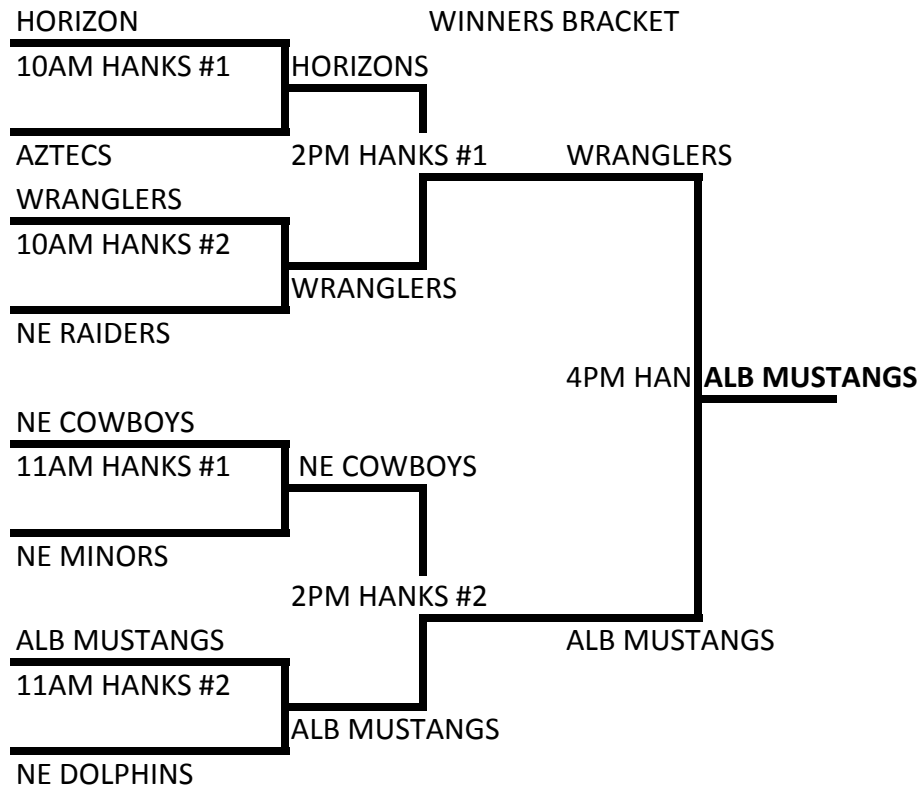 HORIZON
WINNERS BRACKET
10AM HANKS #1
HORIZONS
AZTECS
2PM HANKS #1
WRANGLERS
WRANGLERS
10AM HANKS #2
WRANGLERS
NE RAIDERS
4PM HAN
ALB MUSTANGS
NE COWBOYS
11AM HANKS #1
NE COWBOYS
NE MINORS
2PM HANKS #2
ALB MUSTANGS
ALB MUSTANGS
11AM HANKS #2
ALB MUSTANGS
NE DOLPHINS